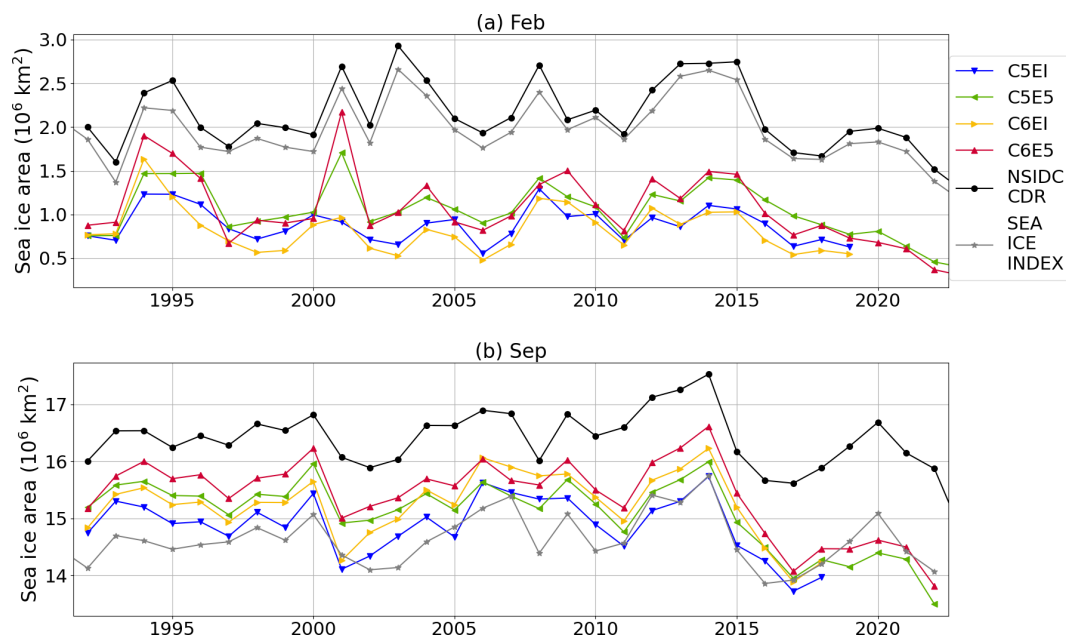 (a) Feb
Sea ice area (10⁶ km²)
3.0
2.5
2.0
1.5
1.0
0.5
1995 2000 2005 2010 2015 2020
C5EI
C5E5
C6EI
C6E5
NSIDC
CDR
SEA
ICE
INDEX
(b) Sep
Sea ice area (10⁶ km²)
17
16
15
14
1995 2000 2005 2010 2015 2020